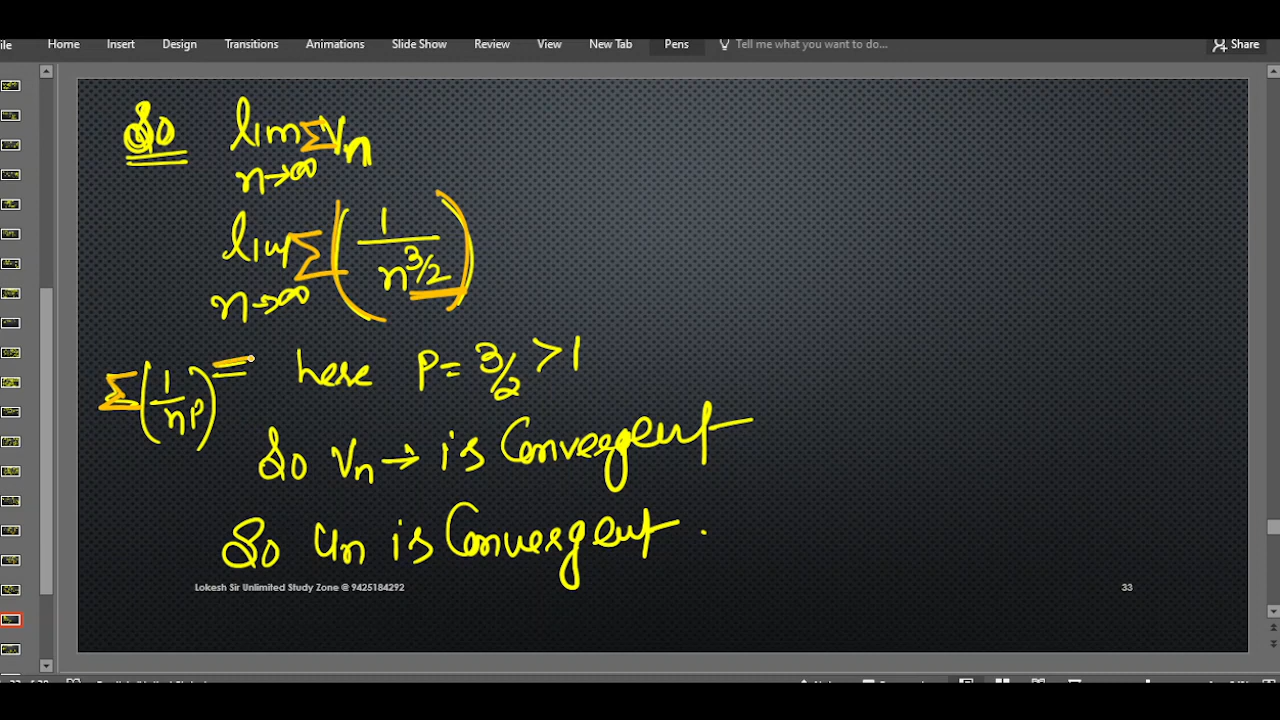 File Home Insert Design Transitions Animations Slide Show Review View New Tab Pens Tell me what you want to do... Share
So lim Σ Vn
n→∞
lim Σ (1/n^3/2)
n→∞
Σ(1/nP) = here P = 3/2 > 1
So Vn → is Convergent
So Un is Convergent.
Lokesh Sir Unlimited Study Zone @ 9425184292 33